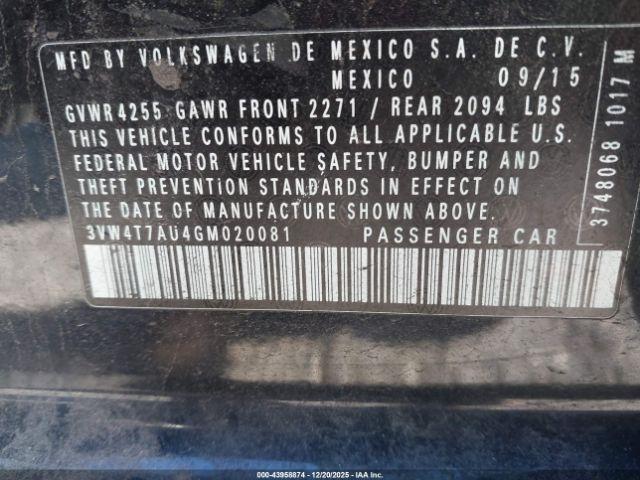 MFD BY VOLKSWAGEN DE MEXICO S.A. DE C.V.
MEXICO 09/15
GVWR4255 GAWR FRONT 2271 / REAR 2094 LBS
THIS VEHICLE CONFORMS TO ALL APPLICABLE U.S.
FEDERAL MOTOR VEHICLE SAFETY, BUMPER AND
THEFT PREVENTION STANDARDS IN EFFECT ON
THE DATE OF MANUFACTURE SHOWN ABOVE.
3VW4T7AU4GM020081 PASSENGER CAR
3748068 1017 M
000-43958874 | 12/20/2025 - IAA Inc.